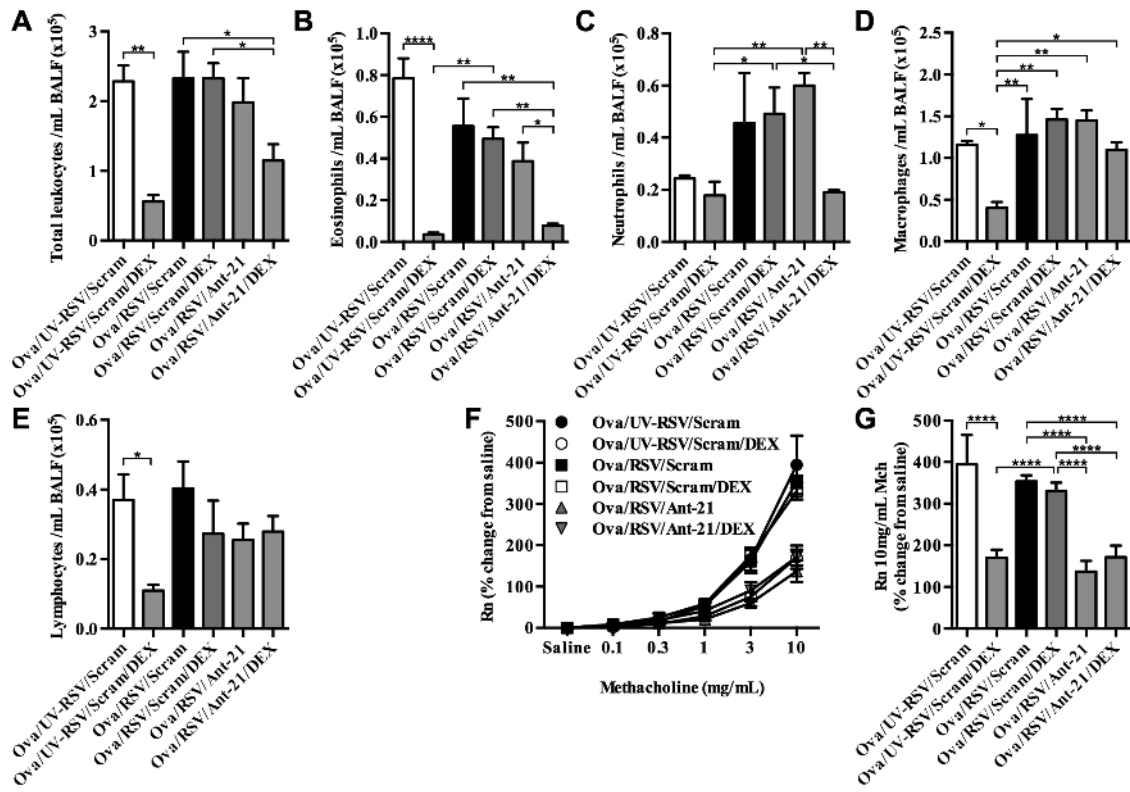 A
Total leukocytes /mL BALF (x10⁵)
3
2
1
0
**
*
*
Ova/UV-RSV/Scram
Ova/UV-RSV/Scram/DEX
Ova/RSV/Scram
Ova/RSV/Scram/DEX
Ova/RSV/Ant-21
Ova/RSV/Ant-21/DEX
B
Eosinophils /mL BALF (x10⁵)
1.0
0.8
0.6
0.4
0.2
0.0
****
**
**
**
*
Ova/UV-RSV/Scram
Ova/UV-RSV/Scram/DEX
Ova/RSV/Scram
Ova/RSV/Scram/DEX
Ova/RSV/Ant-21
Ova/RSV/Ant-21/DEX
C
Neutrophils /mL BALF (x10⁵)
0.8
0.6
0.4
0.2
0.0
** **
* *
Ova/UV-RSV/Scram
Ova/UV-RSV/Scram/DEX
Ova/RSV/Scram
Ova/RSV/Scram/DEX
Ova/RSV/Ant-21
Ova/RSV/Ant-21/DEX
D
Macrophages /mL BALF (x10⁵)
2.5
2.0
1.5
1.0
0.5
0.0
*
**
**
**
*
Ova/UV-RSV/Scram
Ova/UV-RSV/Scram/DEX
Ova/RSV/Scram
Ova/RSV/Scram/DEX
Ova/RSV/Ant-21
Ova/RSV/Ant-21/DEX
E
Lymphocytes /mL BALF (x10⁵)
0.6
0.4
0.2
0.0
*
Ova/UV-RSV/Scram
Ova/UV-RSV/Scram/DEX
Ova/RSV/Scram
Ova/RSV/Scram/DEX
Ova/RSV/Ant-21
Ova/RSV/Ant-21/DEX
F
Rn (% change from saline)
500
400
300
200
100
0
Ova/UV-RSV/Scram
Ova/UV-RSV/Scram/DEX
Ova/RSV/Scram
Ova/RSV/Scram/DEX
Ova/RSV/Ant-21
Ova/RSV/Ant-21/DEX
Saline 0.1 0.3 1 3 10
Methacholine (mg/mL)
G
Rn 10mg/mL Mch
(% change from saline)
500
400
300
200
100
0
**** ****
****
****
**** ****
Ova/UV-RSV/Scram
Ova/UV-RSV/Scram/DEX
Ova/RSV/Scram
Ova/RSV/Scram/DEX
Ova/RSV/Ant-21
Ova/RSV/Ant-21/DEX